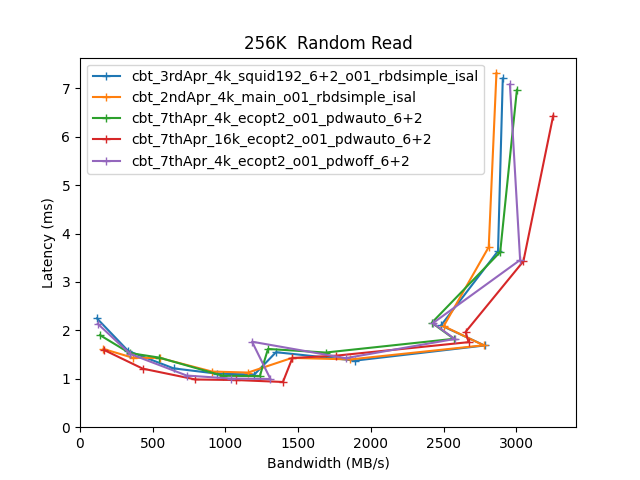 256K  Random Read
cbt_3rdApr_4k_squid192_6+2_o01_rbdsimple_isal
cbt_2ndApr_4k_main_o01_rbdsimple_isal
cbt_7thApr_4k_ecopt2_o01_pdwauto_6+2
cbt_7thApr_16k_ecopt2_o01_pdwauto_6+2
cbt_7thApr_4k_ecopt2_o01_pdwoff_6+2
7
6
5
4
3
2
1
0
Latency (ms)
0 500 1000 1500 2000 2500 3000
Bandwidth (MB/s)